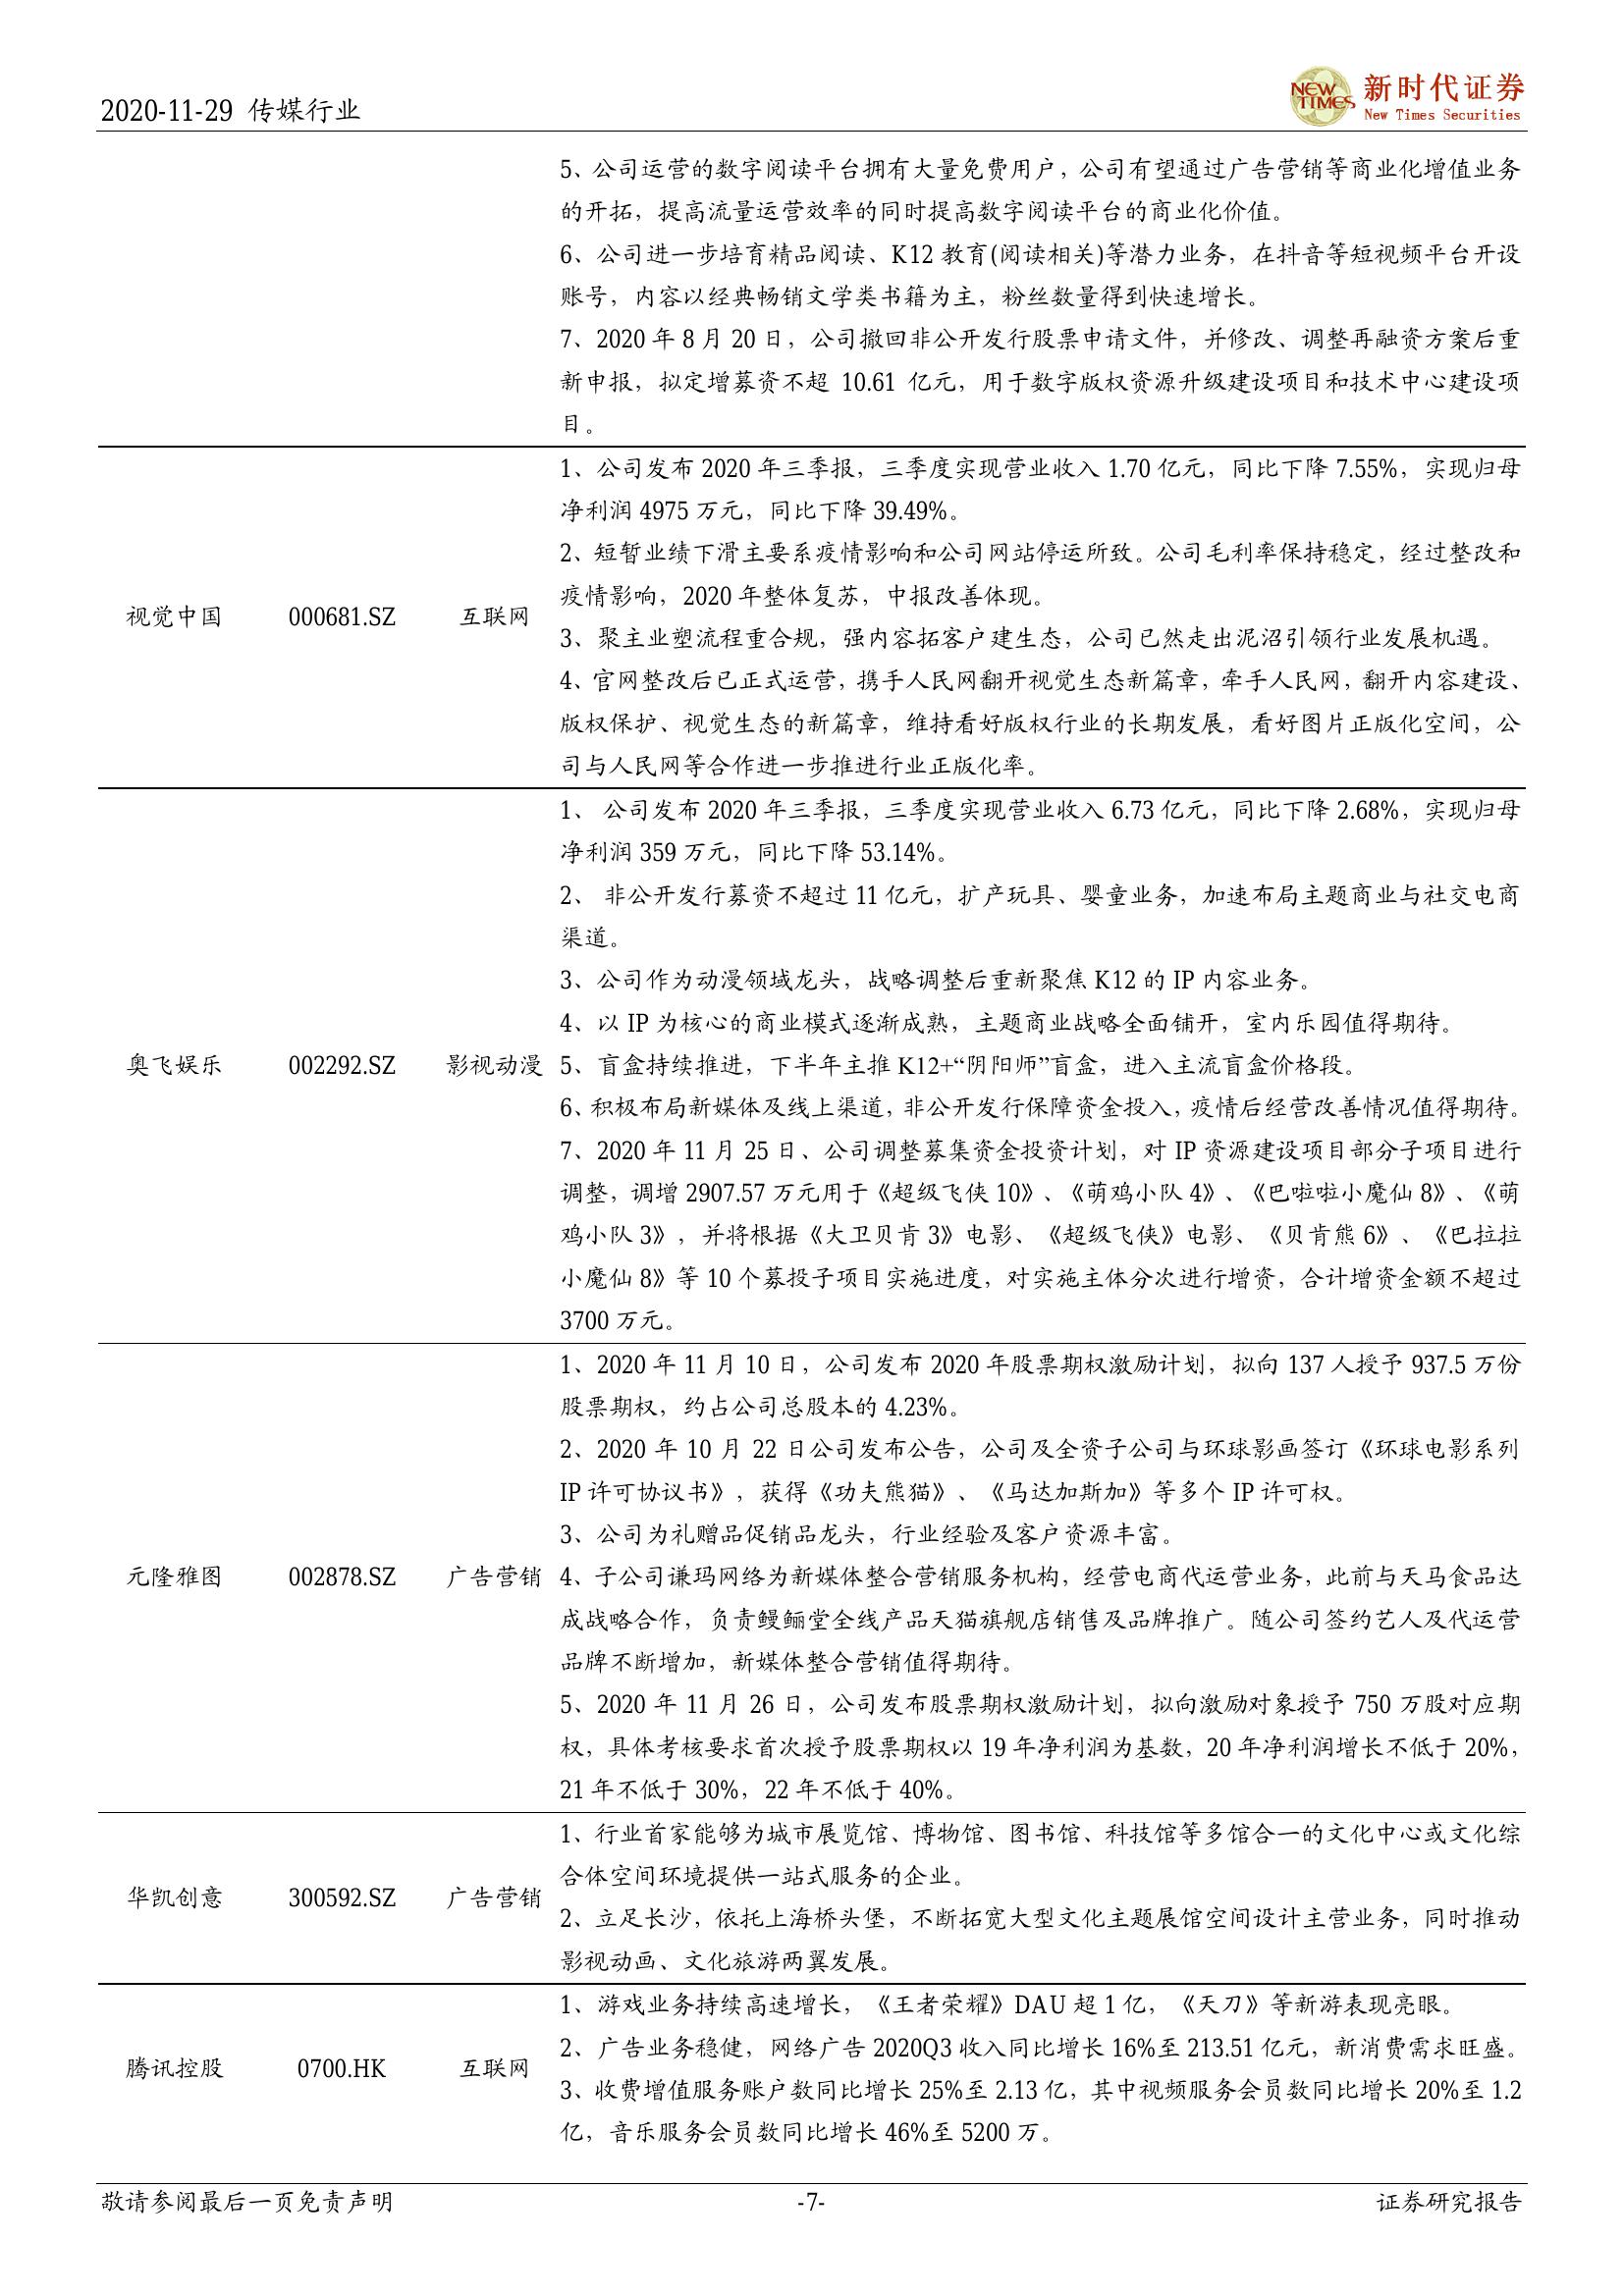 2020-11-29 传媒行业
NEW TIMES 新时代证券
New Times Securities
5、公司运营的数字阅读平台拥有大量免费用户，公司有望通过广告营销等商业化增值业务
的开拓，提高流量运营效率的同时提高数字阅读平台的商业化价值。
6、公司进一步培育精品阅读、K12 教育(阅读相关)等潜力业务，在抖音等短视频平台开设
账号，内容以经典畅销文学类书籍为主，粉丝数量得到快速增长。
7、2020 年 8 月 20 日，公司撤回非公开发行股票申请文件，并修改、调整再融资方案后重
新申报，拟定增募资不超 10.61 亿元，用于数字版权资源升级建设项目和技术中心建设项
目。
视觉中国 000681.SZ 互联网
1、公司发布 2020 年三季报，三季度实现营业收入 1.70 亿元，同比下降 7.55%，实现归母
净利润 4975 万元，同比下降 39.49%。
2、短暂业绩下滑主要系疫情影响和公司网站停运所致。公司毛利率保持稳定，经过整改和
疫情影响，2020 年整体复苏，中报改善体现。
3、聚主业塑流程重合规，强内容拓客户建生态，公司已然走出泥沼引领行业发展机遇。
4、官网整改后已正式运营，携手人民网翻开视觉生态新篇章，牵手人民网，翻开内容建设、
版权保护、视觉生态的新篇章，维持看好版权行业的长期发展，看好图片正版化空间，公
司与人民网等合作进一步推进行业正版化率。
奥飞娱乐 002292.SZ 影视动漫
1、 公司发布 2020 年三季报，三季度实现营业收入 6.73 亿元，同比下降 2.68%，实现归母
净利润 359 万元，同比下降 53.14%。
2、 非公开发行募资不超过 11 亿元，扩产玩具、婴童业务，加速布局主题商业与社交电商
渠道。
3、公司作为动漫领域龙头，战略调整后重新聚焦 K12 的 IP 内容业务。
4、以 IP 为核心的商业模式逐渐成熟，主题商业战略全面铺开，室内乐园值得期待。
5、盲盒持续推进，下半年主推 K12+“阴阳师”盲盒，进入主流盲盒价格段。
6、积极布局新媒体及线上渠道，非公开发行保障资金投入，疫情后经营改善情况值得期待。
7、2020 年 11 月 25 日、公司调整募集资金投资计划，对 IP 资源建设项目部分子项目进行
调整，调增 2907.57 万元用于《超级飞侠 10》、《萌鸡小队 4》、《巴啦啦小魔仙 8》、《萌
鸡小队 3》，并将根据《大卫贝肯 3》电影、《超级飞侠》电影、《贝肯熊 6》、《巴拉拉
小魔仙 8》等 10 个募投子项目实施进度，对实施主体分次进行增资，合计增资金额不超过
3700 万元。
元隆雅图 002878.SZ 广告营销
1、2020 年 11 月 10 日，公司发布 2020 年股票期权激励计划，拟向 137 人授予 937.5 万份
股票期权，约占公司总股本的 4.23%。
2、2020 年 10 月 22 日公司发布公告，公司及全资子公司与环球影画签订《环球电影系列
IP 许可协议书》，获得《功夫熊猫》、《马达加斯加》等多个 IP 许可权。
3、公司为礼赠品促销品龙头，行业经验及客户资源丰富。
4、子公司谦玛网络为新媒体整合营销服务机构，经营电商代运营业务，此前与天马食品达
成战略合作，负责鳗鲡堂全线产品天猫旗舰店销售及品牌推广。随公司签约艺人及代运营
品牌不断增加，新媒体整合营销值得期待。
5、2020 年 11 月 26 日，公司发布股票期权激励计划，拟向激励对象授予 750 万股对应期
权，具体考核要求首次授予股票期权以 19 年净利润为基数，20 年净利润增长不低于 20%，
21 年不低于 30%，22 年不低于 40%。
华凯创意 300592.SZ 广告营销
1、行业首家能够为城市展览馆、博物馆、图书馆、科技馆等多馆合一的文化中心或文化综
合体空间环境提供一站式服务的企业。
2、立足长沙，依托上海桥头堡，不断拓宽大型文化主题展馆空间设计主营业务，同时推动
影视动画、文化旅游两翼发展。
腾讯控股 0700.HK 互联网
1、游戏业务持续高速增长，《王者荣耀》DAU 超 1 亿，《天刀》等新游表现亮眼。
2、广告业务稳健，网络广告 2020Q3 收入同比增长 16%至 213.51 亿元，新消费需求旺盛。
3、收费增值服务账户数同比增长 25%至 2.13 亿，其中视频服务会员数同比增长 20%至 1.2
亿，音乐服务会员数同比增长 46%至 5200 万。
敬请参阅最后一页免责声明 -7- 证券研究报告